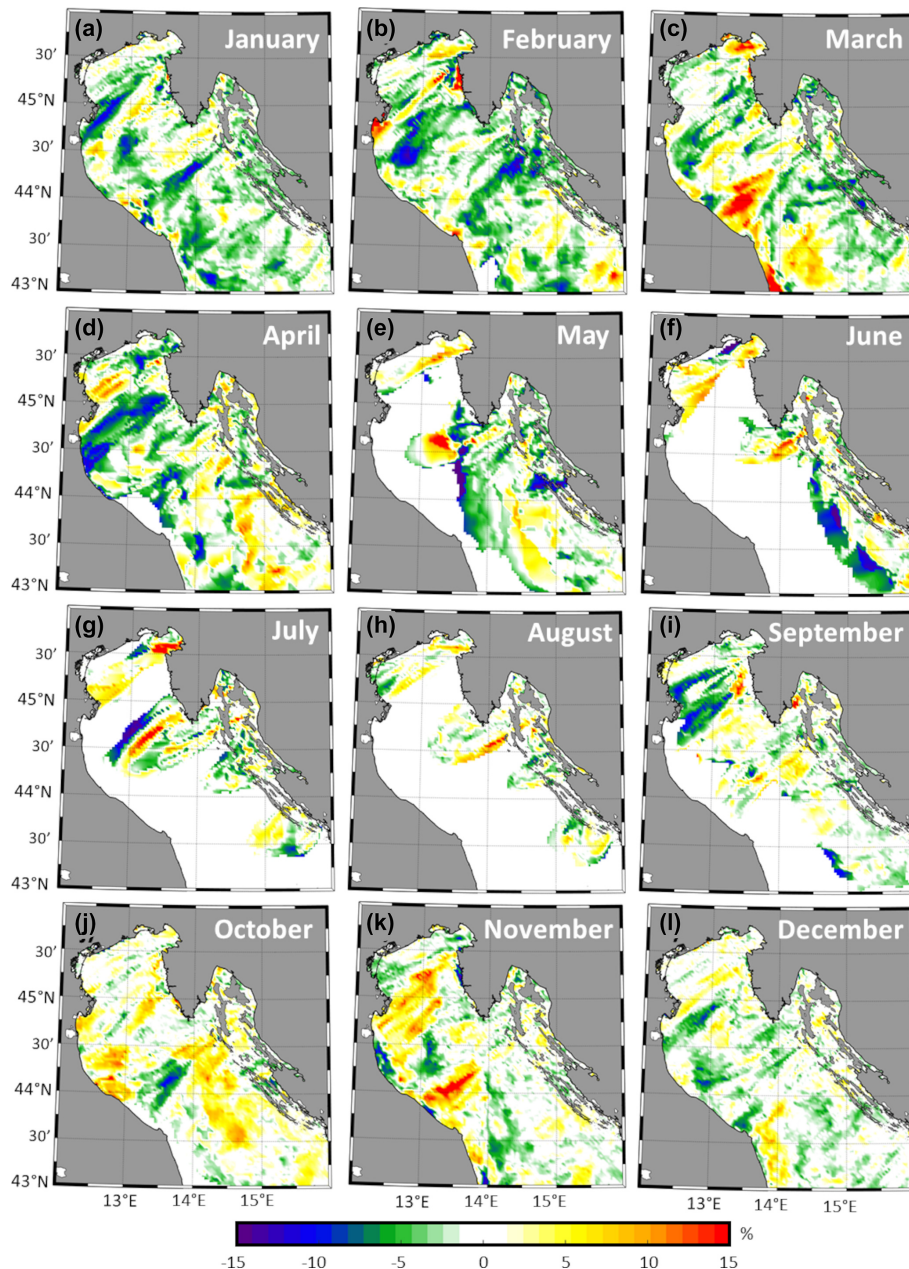 (a) January (b) February (c) March
30'
45°N
30'
44°N
30'
43°N
(d) April (e) May (f) June
30'
45°N
30'
44°N
30'
43°N
(g) July (h) August (i) September
30'
45°N
30'
44°N
30'
43°N
(j) October (k) November (l) December
30'
45°N
30'
44°N
30'
43°N
13°E 14°E 15°E 13°E 14°E 15°E 13°E 14°E 15°E
%
-15 -10 -5 0 5 10 15